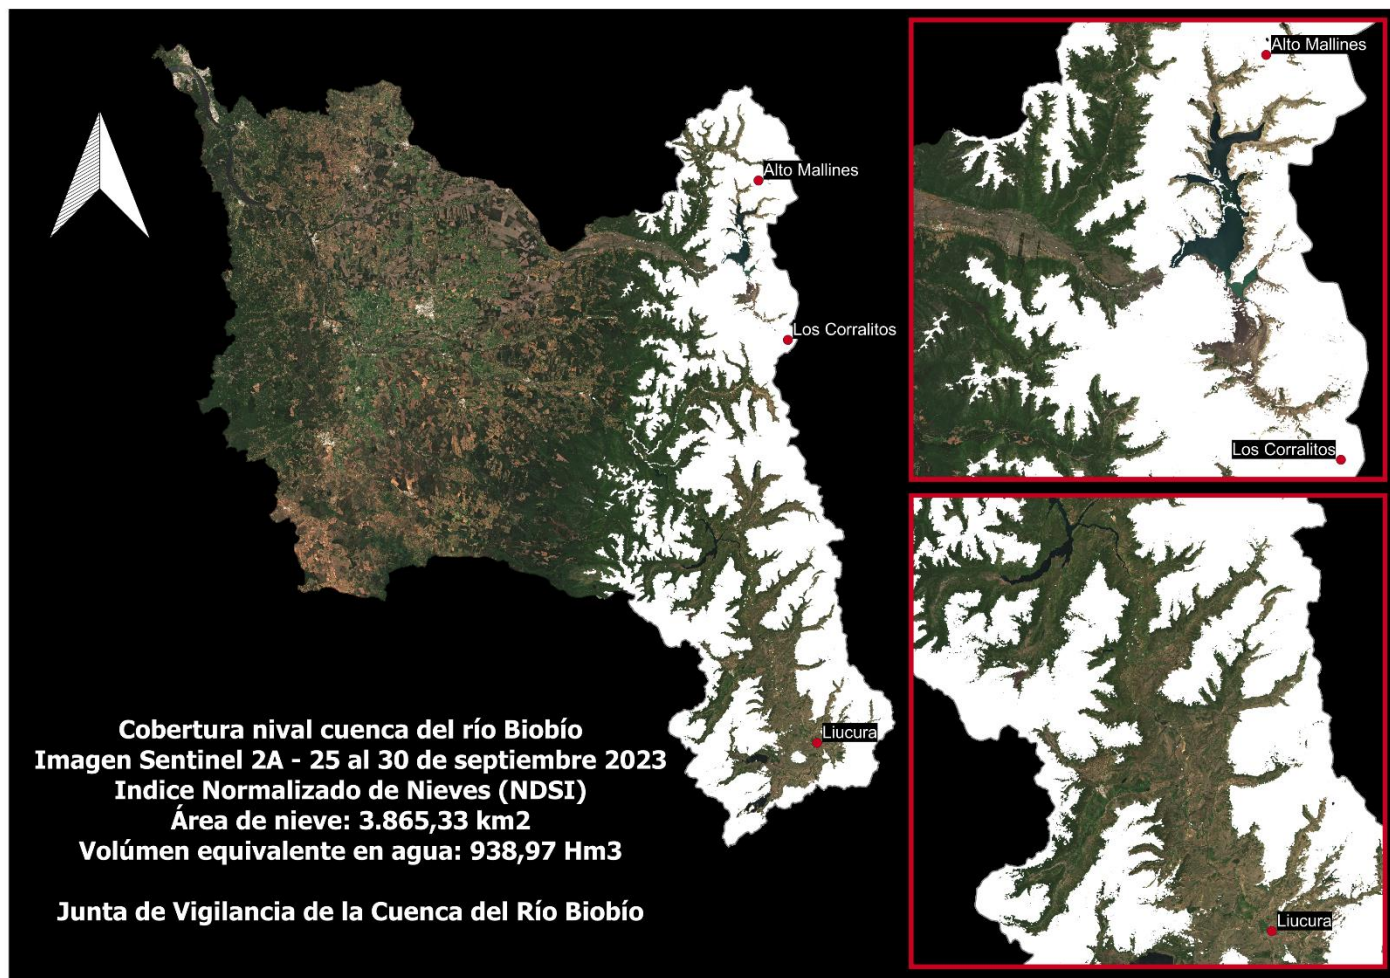 Alto Mallines
Los Corralitos
Liucura
Cobertura nival cuenca del río Biobío
Imagen Sentinel 2A - 25 al 30 de septiembre 2023
Indice Normalizado de Nieves (NDSI)
Área de nieve: 3.865,33 km2
Volúmen equivalente en agua: 938,97 Hm3
Junta de Vigilancia de la Cuenca del Río Biobío
Alto Mallines
Los Corralitos
Liucura